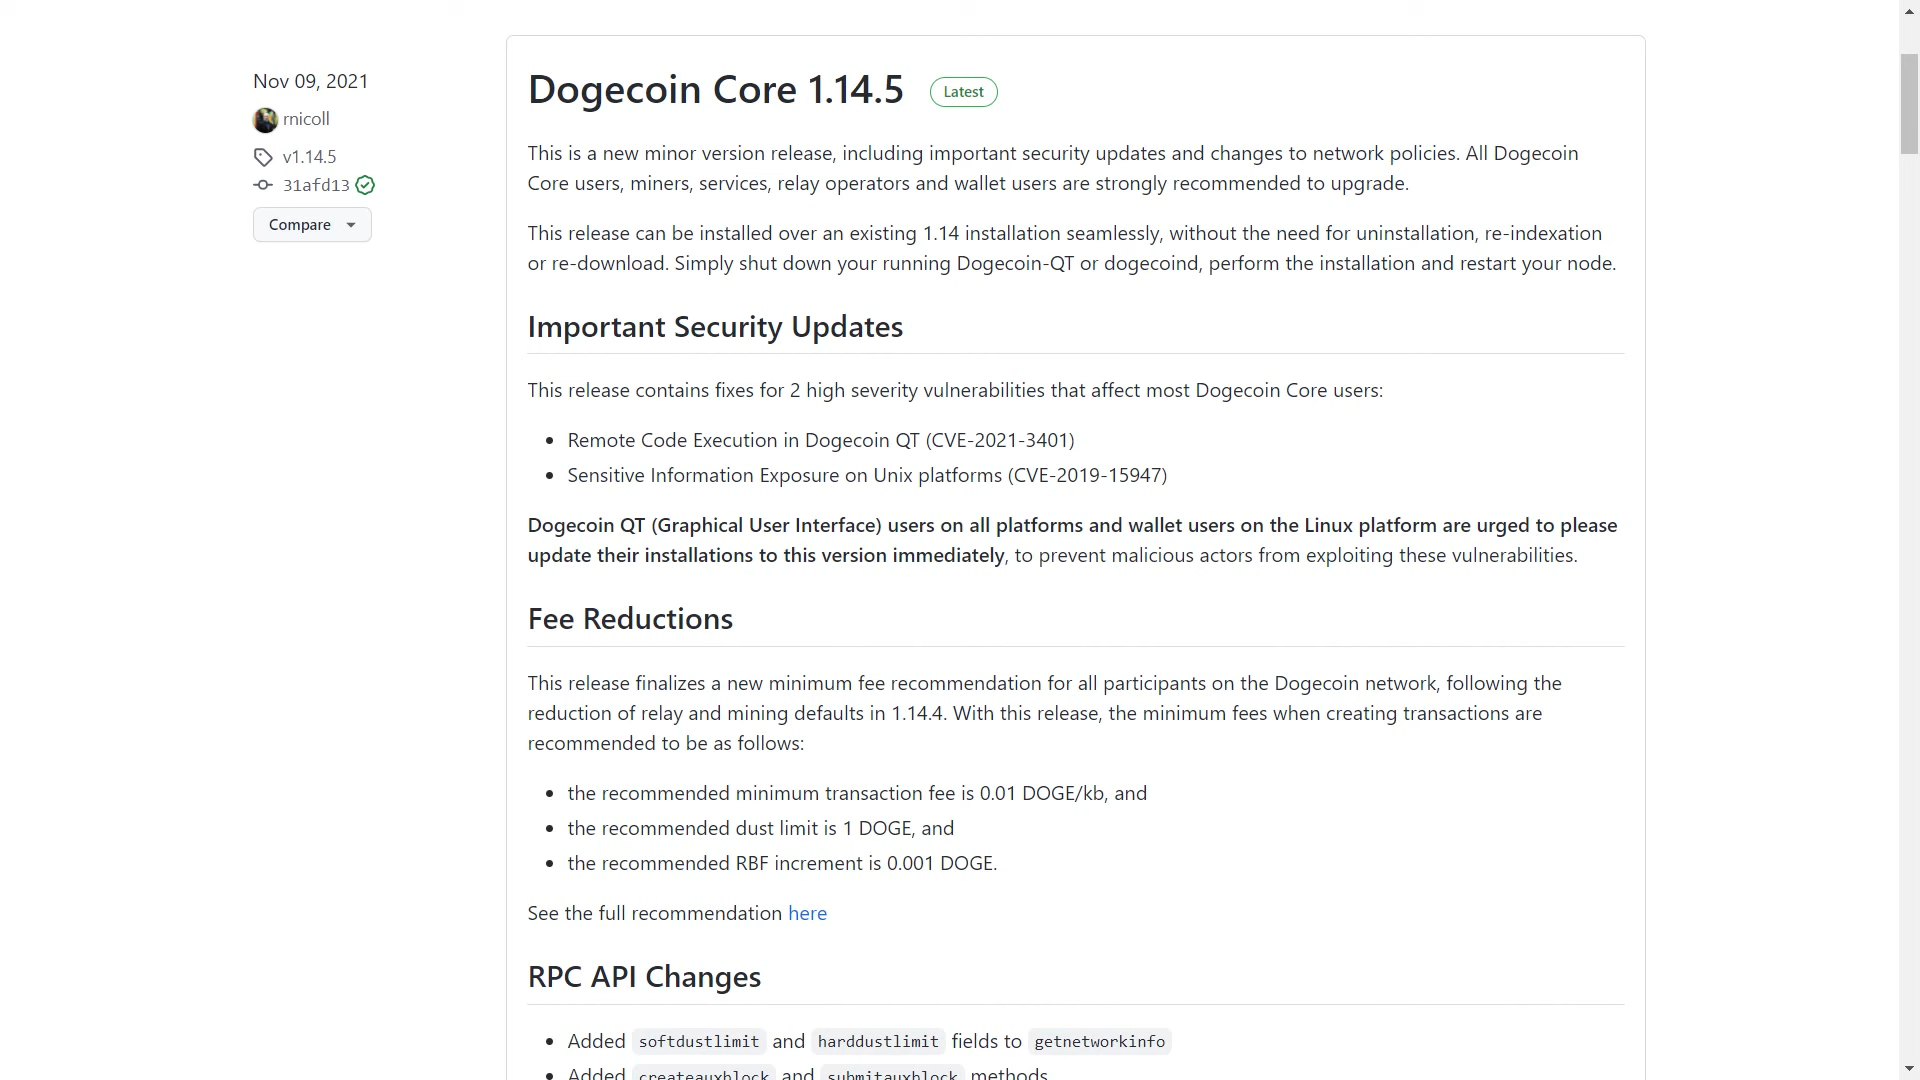 Nov 09, 2021
rnicoll
v1.14.5
31afd13
Compare
Dogecoin Core 1.14.5 Latest
This is a new minor version release, including important security updates and changes to network policies. All Dogecoin
Core users, miners, services, relay operators and wallet users are strongly recommended to upgrade.
This release can be installed over an existing 1.14 installation seamlessly, without the need for uninstallation, re-indexation
or re-download. Simply shut down your running Dogecoin-QT or dogecoind, perform the installation and restart your node.
Important Security Updates
This release contains fixes for 2 high severity vulnerabilities that affect most Dogecoin Core users:
Remote Code Execution in Dogecoin QT (CVE-2021-3401)
Sensitive Information Exposure on Unix platforms (CVE-2019-15947)
Dogecoin QT (Graphical User Interface) users on all platforms and wallet users on the Linux platform are urged to please
update their installations to this version immediately, to prevent malicious actors from exploiting these vulnerabilities.
Fee Reductions
This release finalizes a new minimum fee recommendation for all participants on the Dogecoin network, following the
reduction of relay and mining defaults in 1.14.4. With this release, the minimum fees when creating transactions are
recommended to be as follows:
the recommended minimum transaction fee is 0.01 DOGE/kb, and
the recommended dust limit is 1 DOGE, and
the recommended RBF increment is 0.001 DOGE.
See the full recommendation here
RPC API Changes
Added softdustlimit and harddustlimit fields to getnetworkinfo
Added createauxblock and submitauxblock methods